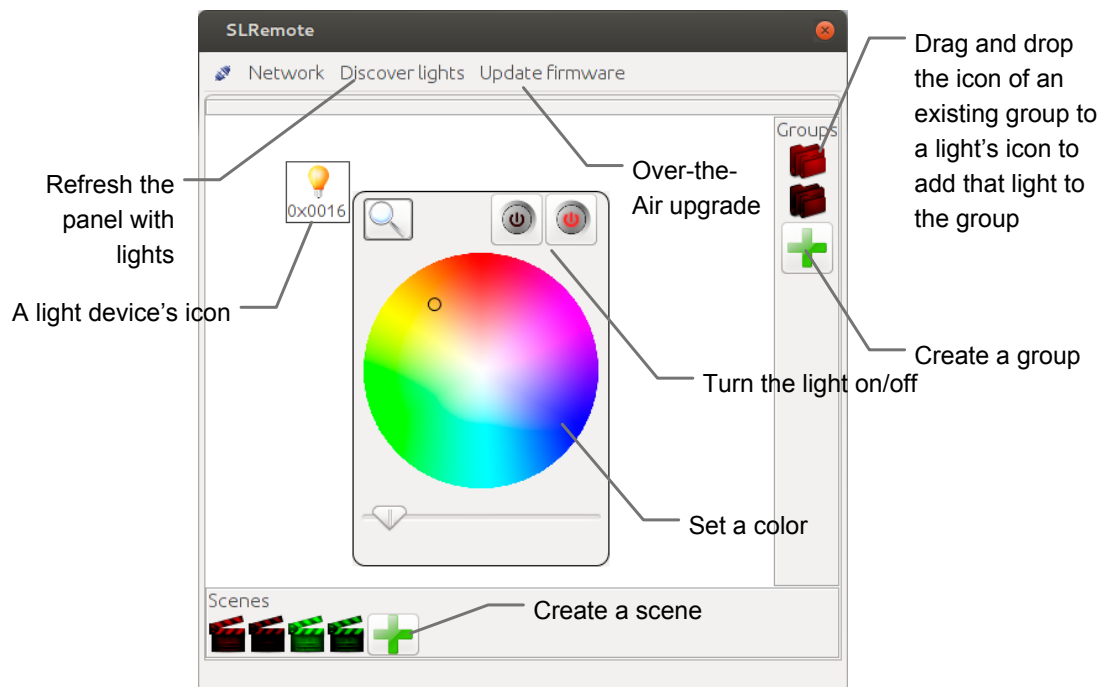 SLRemote
Network Discover lights Update firmware
Drag and drop
the icon of an
existing group to
a light's icon to
add that light to
the group
Groups
Over-the-
Air upgrade
Refresh the
panel with
lights
0x0016
A light device's icon
Create a group
Turn the light on/off
Set a color
Scenes
Create a scene